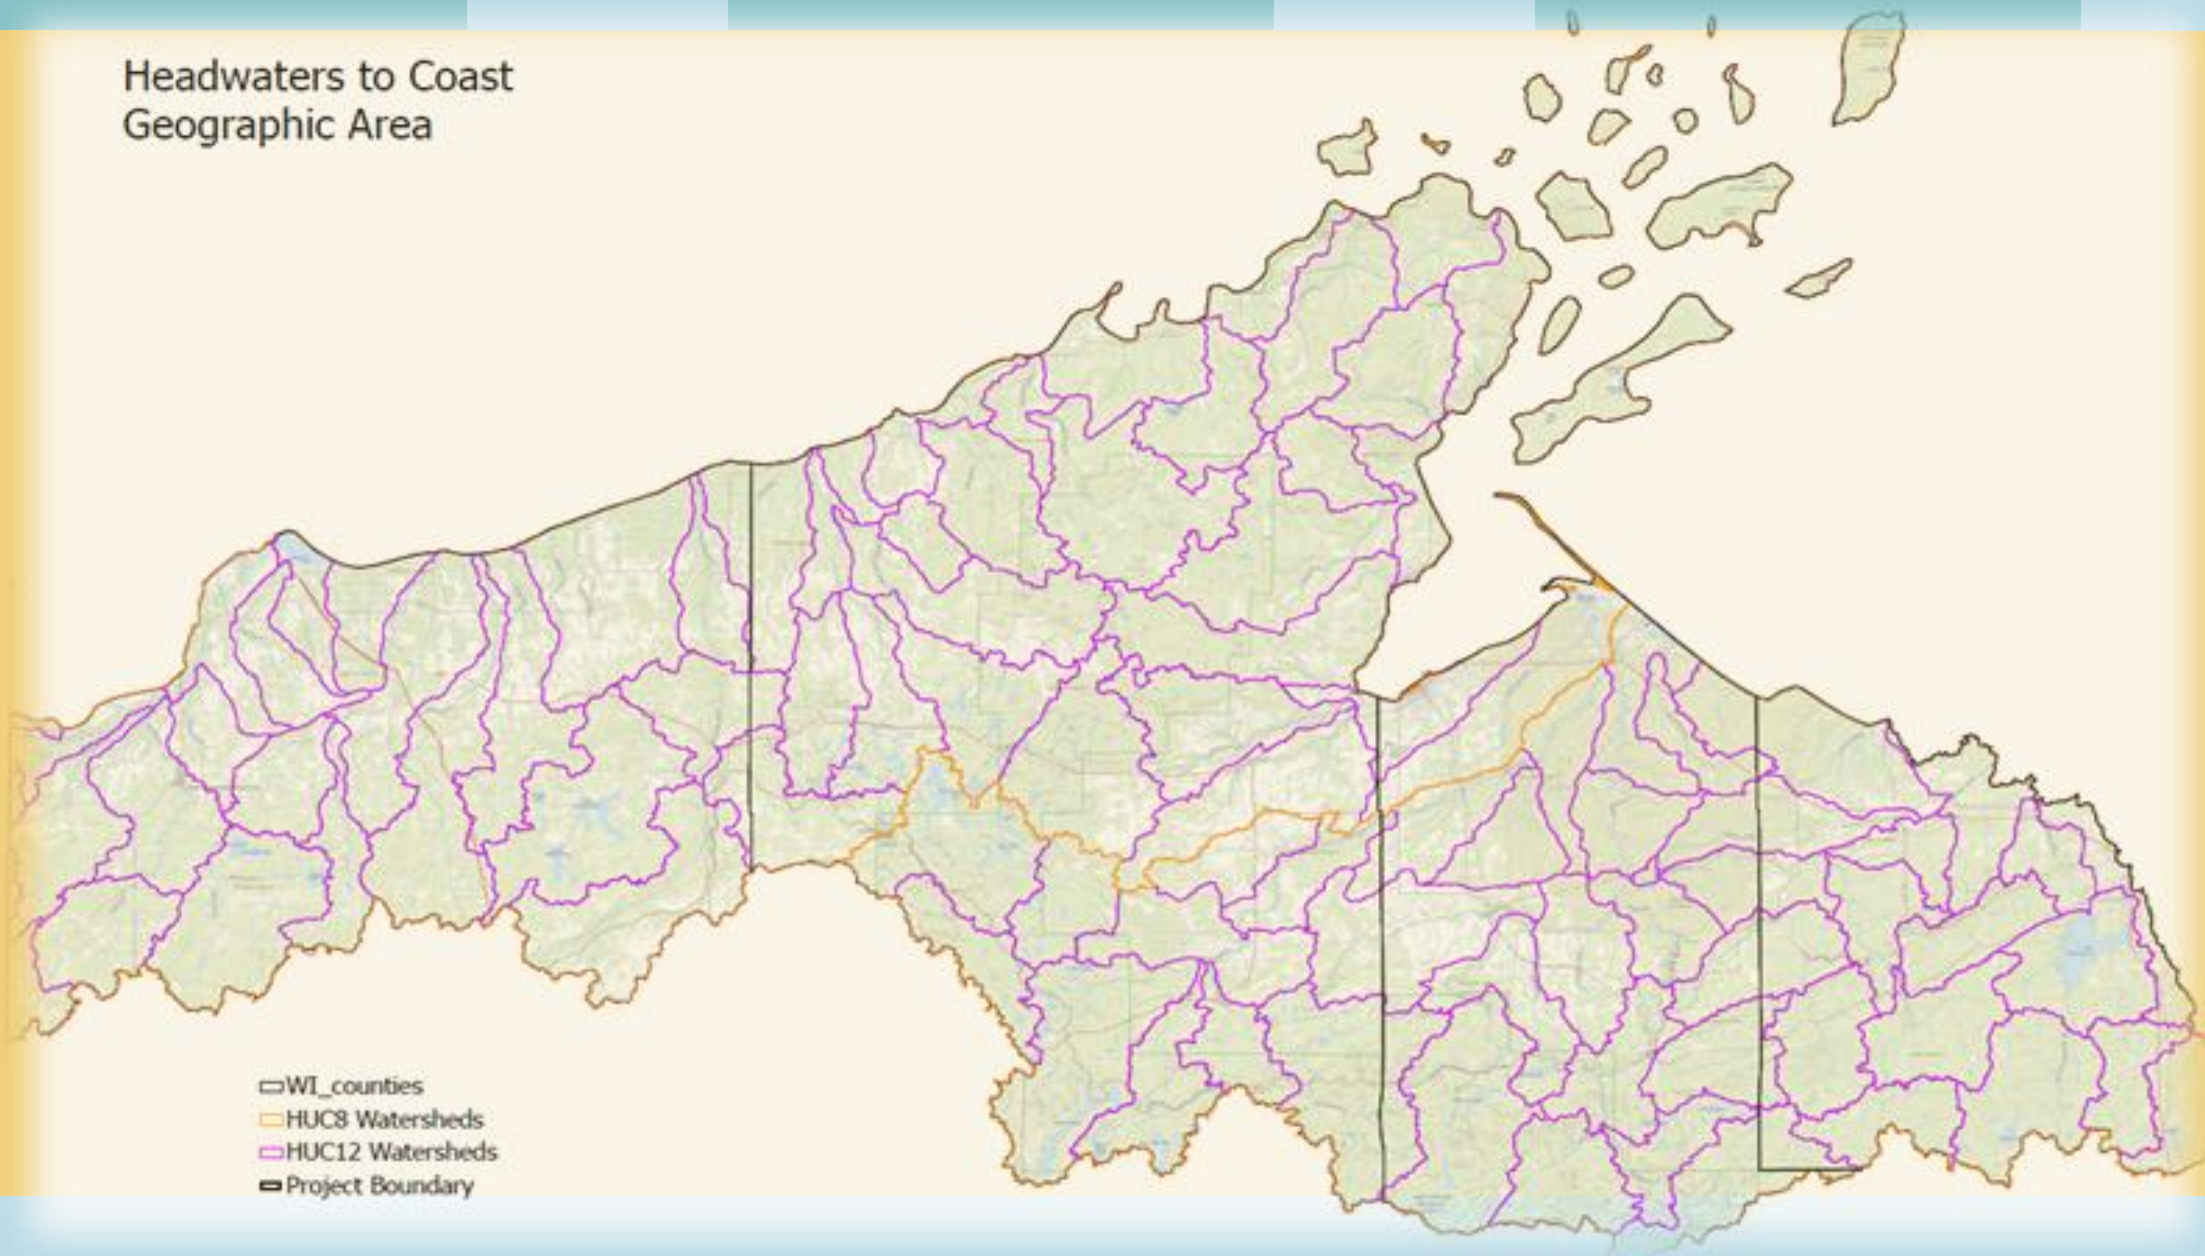 Headwaters to Coast
Geographic Area
WI_counties
HUC8 Watersheds
HUC12 Watersheds
Project Boundary